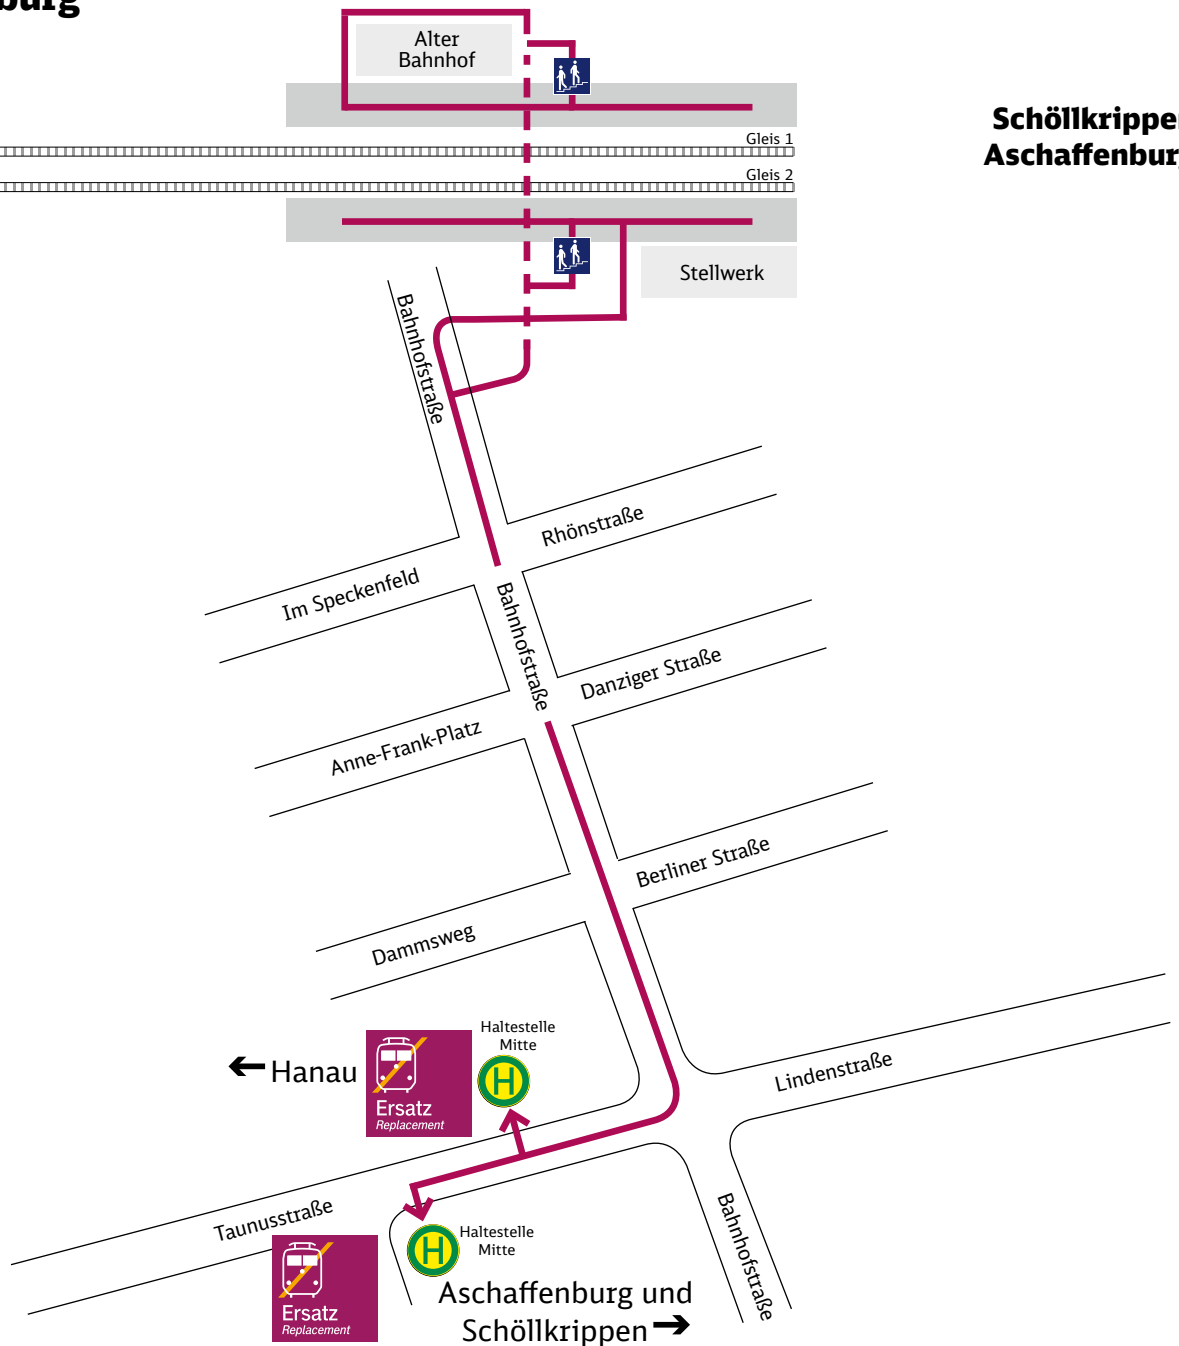 burg
Alter
Bahnhof
Schöllkrippen
Aschaffenburg
Gleis 1
Gleis 2
Stellwerk
Bahnhofstraße
Rhönstraße
Im Speckenfeld
Bahnhofstraße
Danziger Straße
Anne-Frank-Platz
Berliner Straße
Dammsweg
Haltestelle
Mitte
H
Hanau
Ersatz
Replacement
Lindenstraße
Taunusstraße
Bahnhofstraße
Haltestelle
Mitte
H
Ersatz
Replacement
Aschaffenburg und
Schöllkrippen